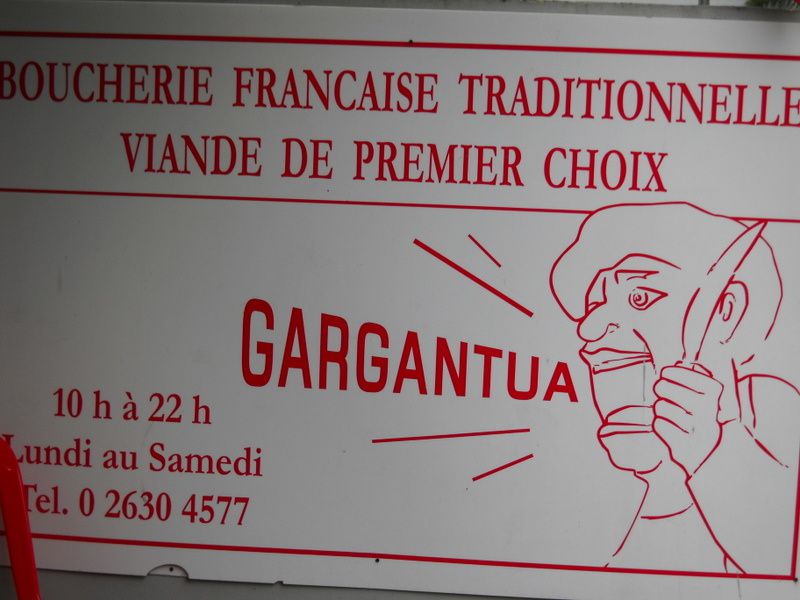 BOUCHERIE FRANCAISE TRADITIONNELLE
VIANDE DE PREMIER CHOIX
GARGANTUA
10 h à 22 h
Lundi au Samedi
Tel. 0 2630 4577